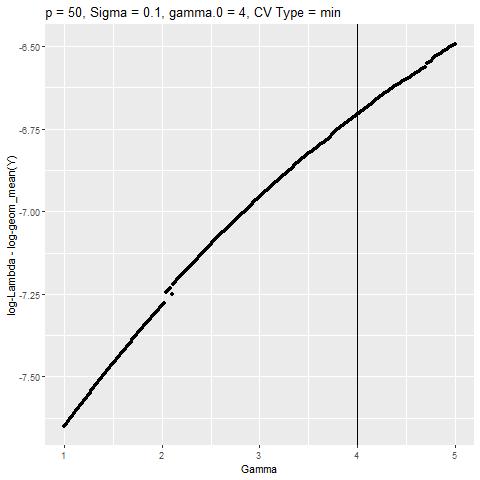 p = 50, Sigma = 0.1, gamma.0 = 4, CV Type = min
log-Lambda - log-geom_mean(Y)
-6.50
-6.75
-7.00
-7.25
-7.50
1 2 3 4 5
Gamma